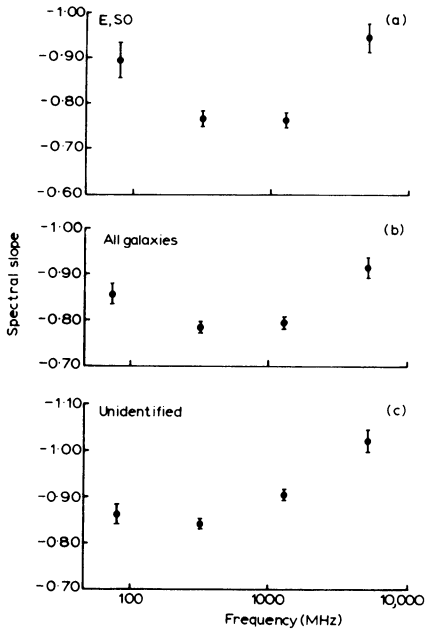 -1·00
E, SO
(a)
-0·90
-0·80
-0·70
-0·60
-1·00
(b)
All galaxies
-0·90
-0·80
-0·70
Spectral slope
-1·10
Unidentified
(c)
-1·00
-0·90
-0·80
-0·70
100
1000
10,000
Frequency (MHz)